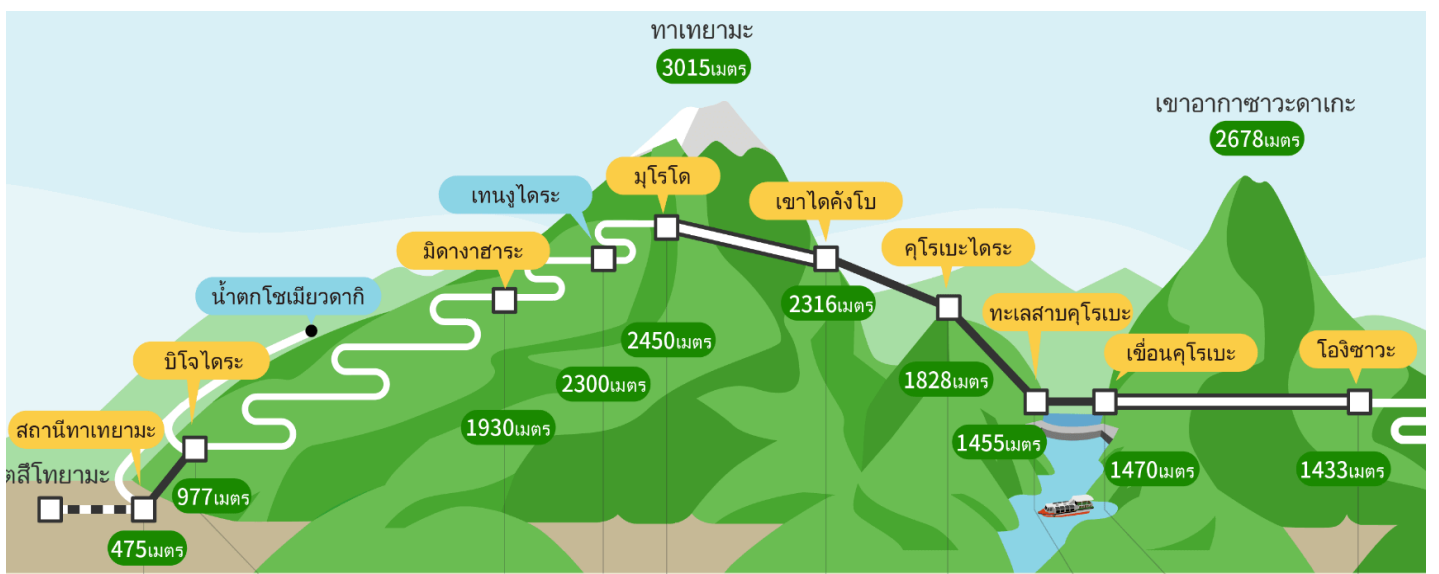 ทาเทยามะ
3015เมตร
เขาอากาซาวะดาเกะ
2678เมตร
มุโรโด
เทนงูไดระ
เขาไดคังโบ
มิดางาฮาระ
คุโรเบะไดระ
น้ำตกโชเมียวดากิ
2316เมตร
ทะเลสาบคุโรเบะ
2450เมตร
เขื่อนคุโรเบะ
โองิซาวะ
บิโจไดระ
2300เมตร
1828เมตร
สถานีทาเทยามะ
1930เมตร
1455เมตร
ตสึโทยามะ
1470เมตร
1433เมตร
977เมตร
475เมตร